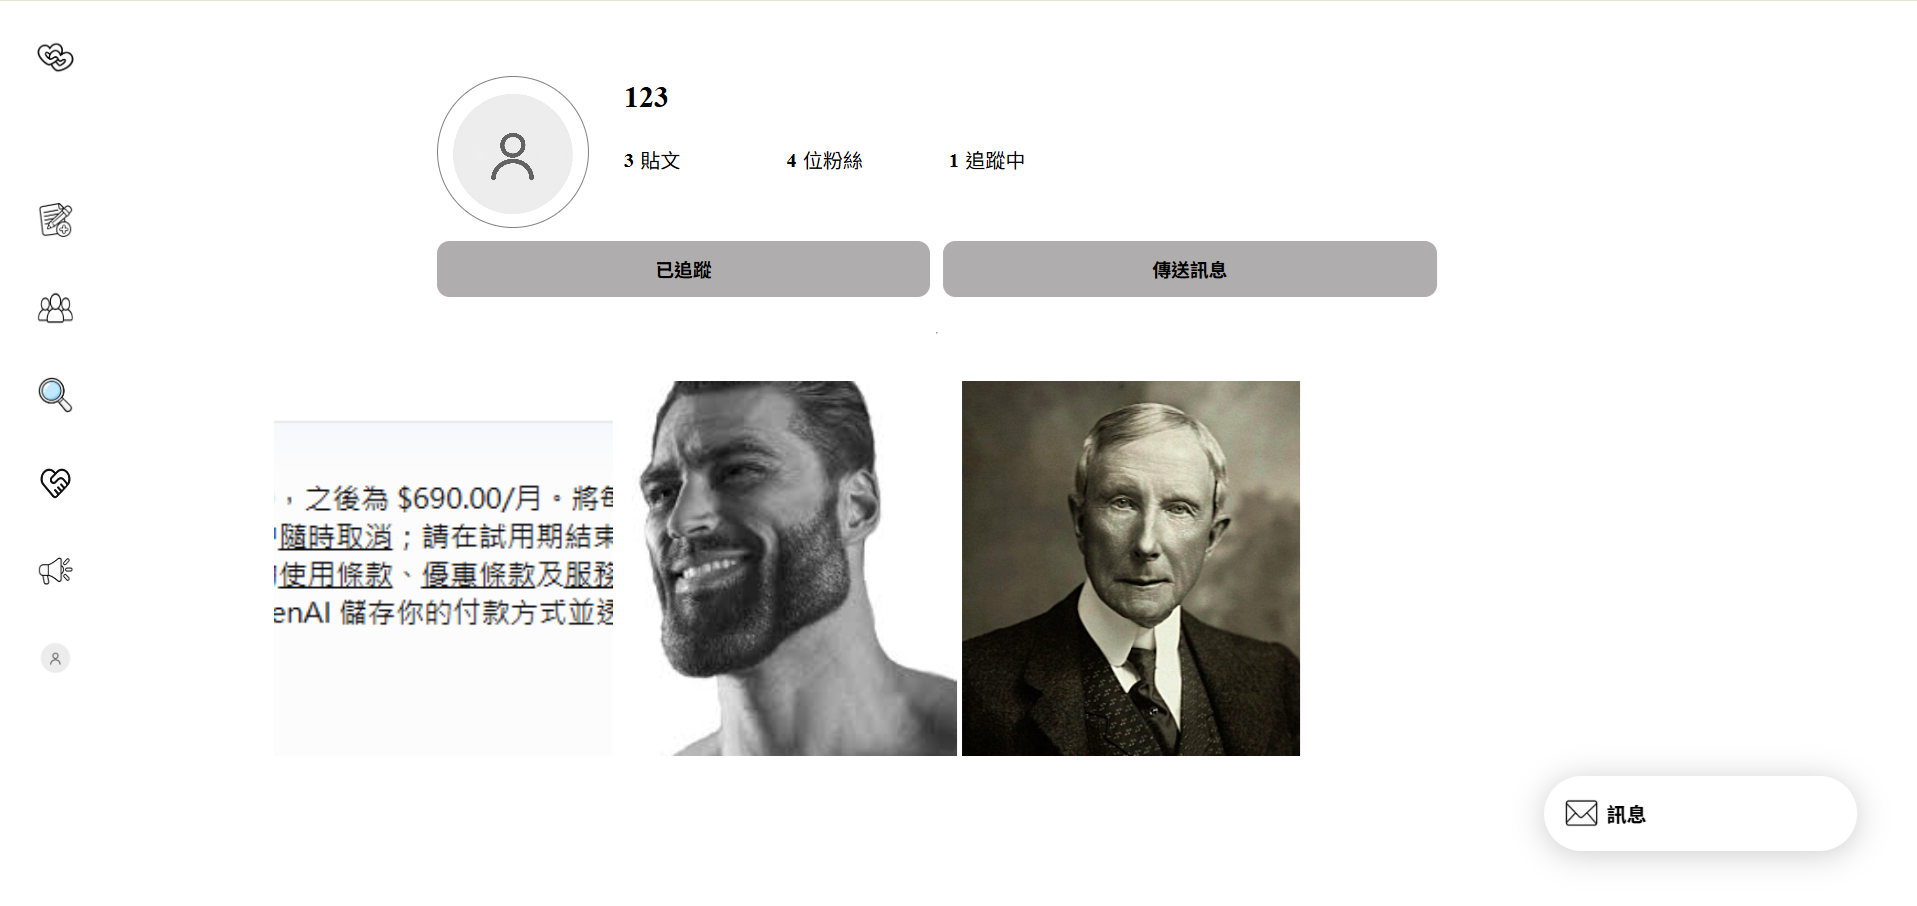 123
3 貼文
4 位粉絲
1 追蹤中
已追蹤
傳送訊息
，之後為 $690.00/月。將
隨時取消；請在試用期結束
使用條款、優惠條款及服務
enAI 儲存你的付款方式並透
訊息